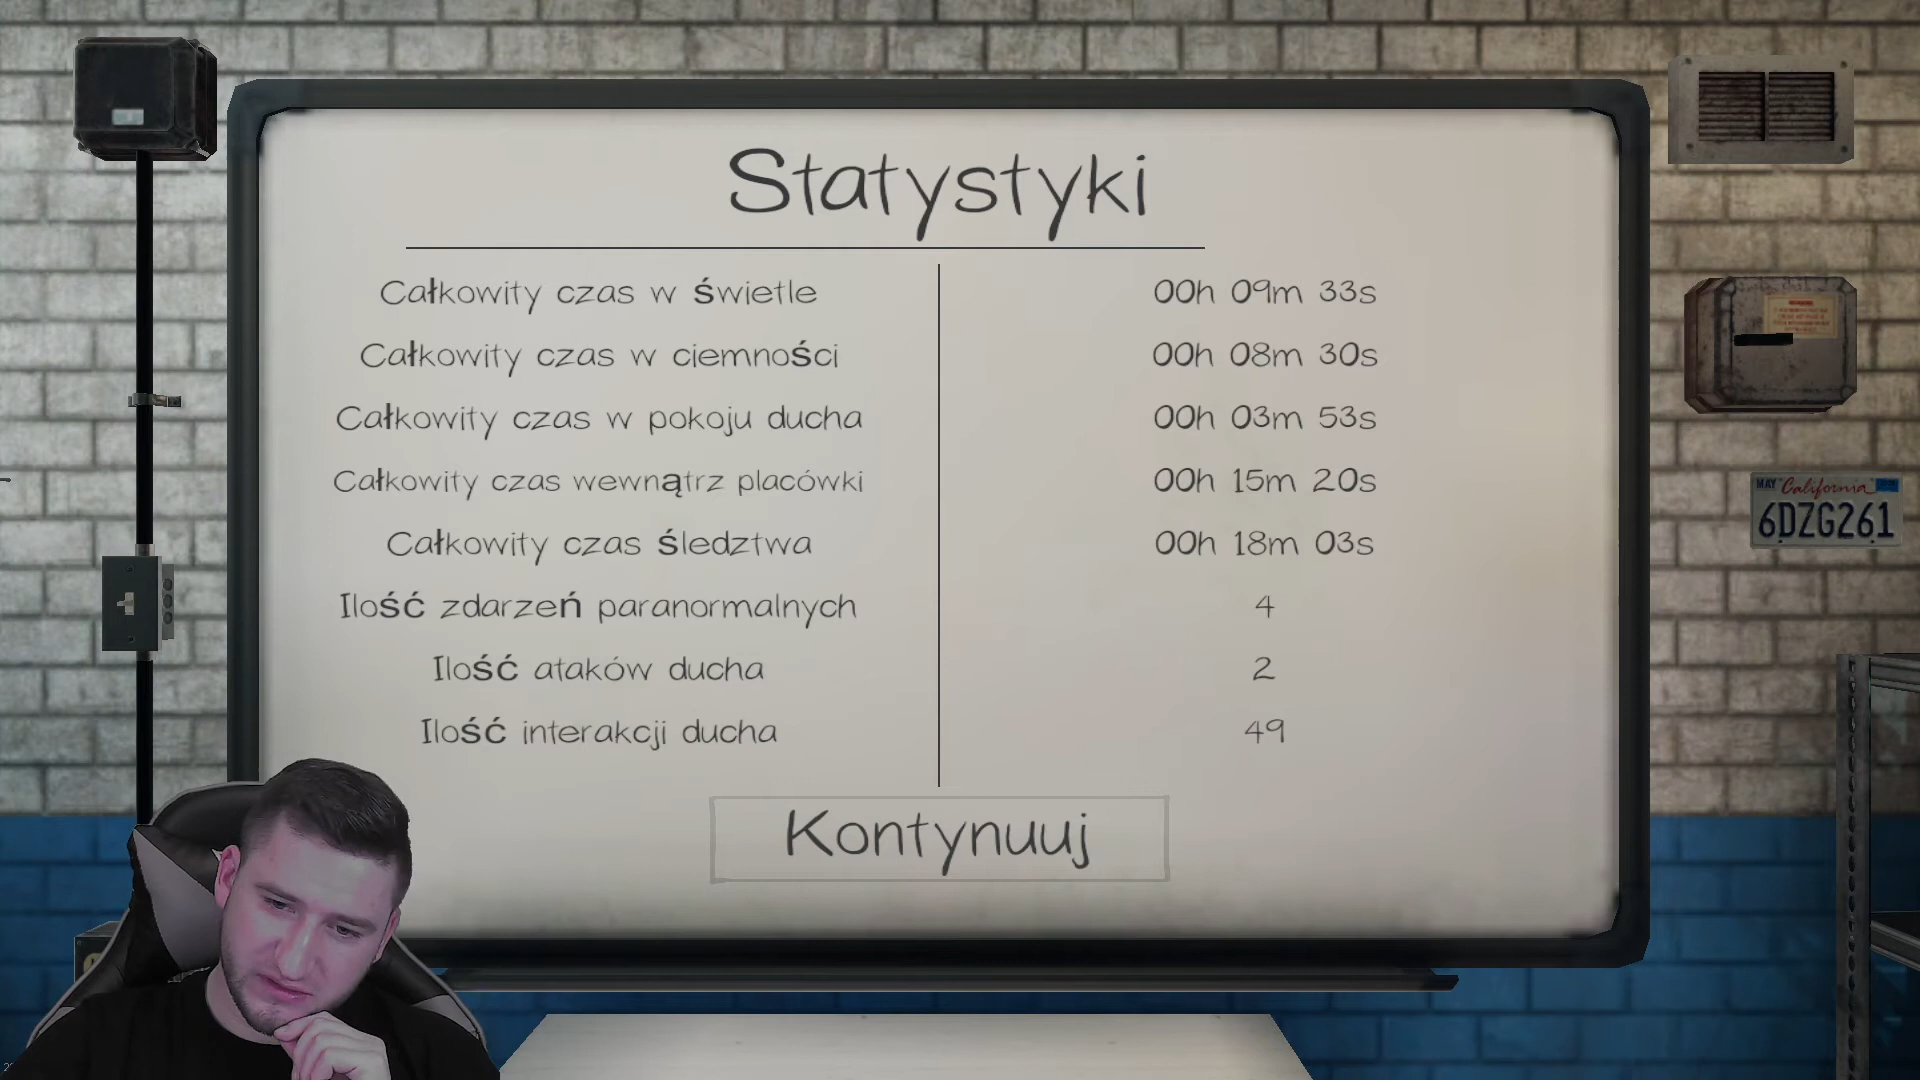 Statystyki
Całkowity czas w świetle 00h 09m 33s
Całkowity czas w ciemności 00h 08m 30s
Całkowity czas w pokoju ducha 00h 03m 53s
Całkowity czas wewnątrz placówki 00h 15m 20s
Całkowity czas śledztwa 00h 18m 03s
Ilość zdarzeń paranormalnych 4
Ilość ataków ducha 2
Ilość interakcji ducha 49
Kontynuuj
MAY California
6DZG261